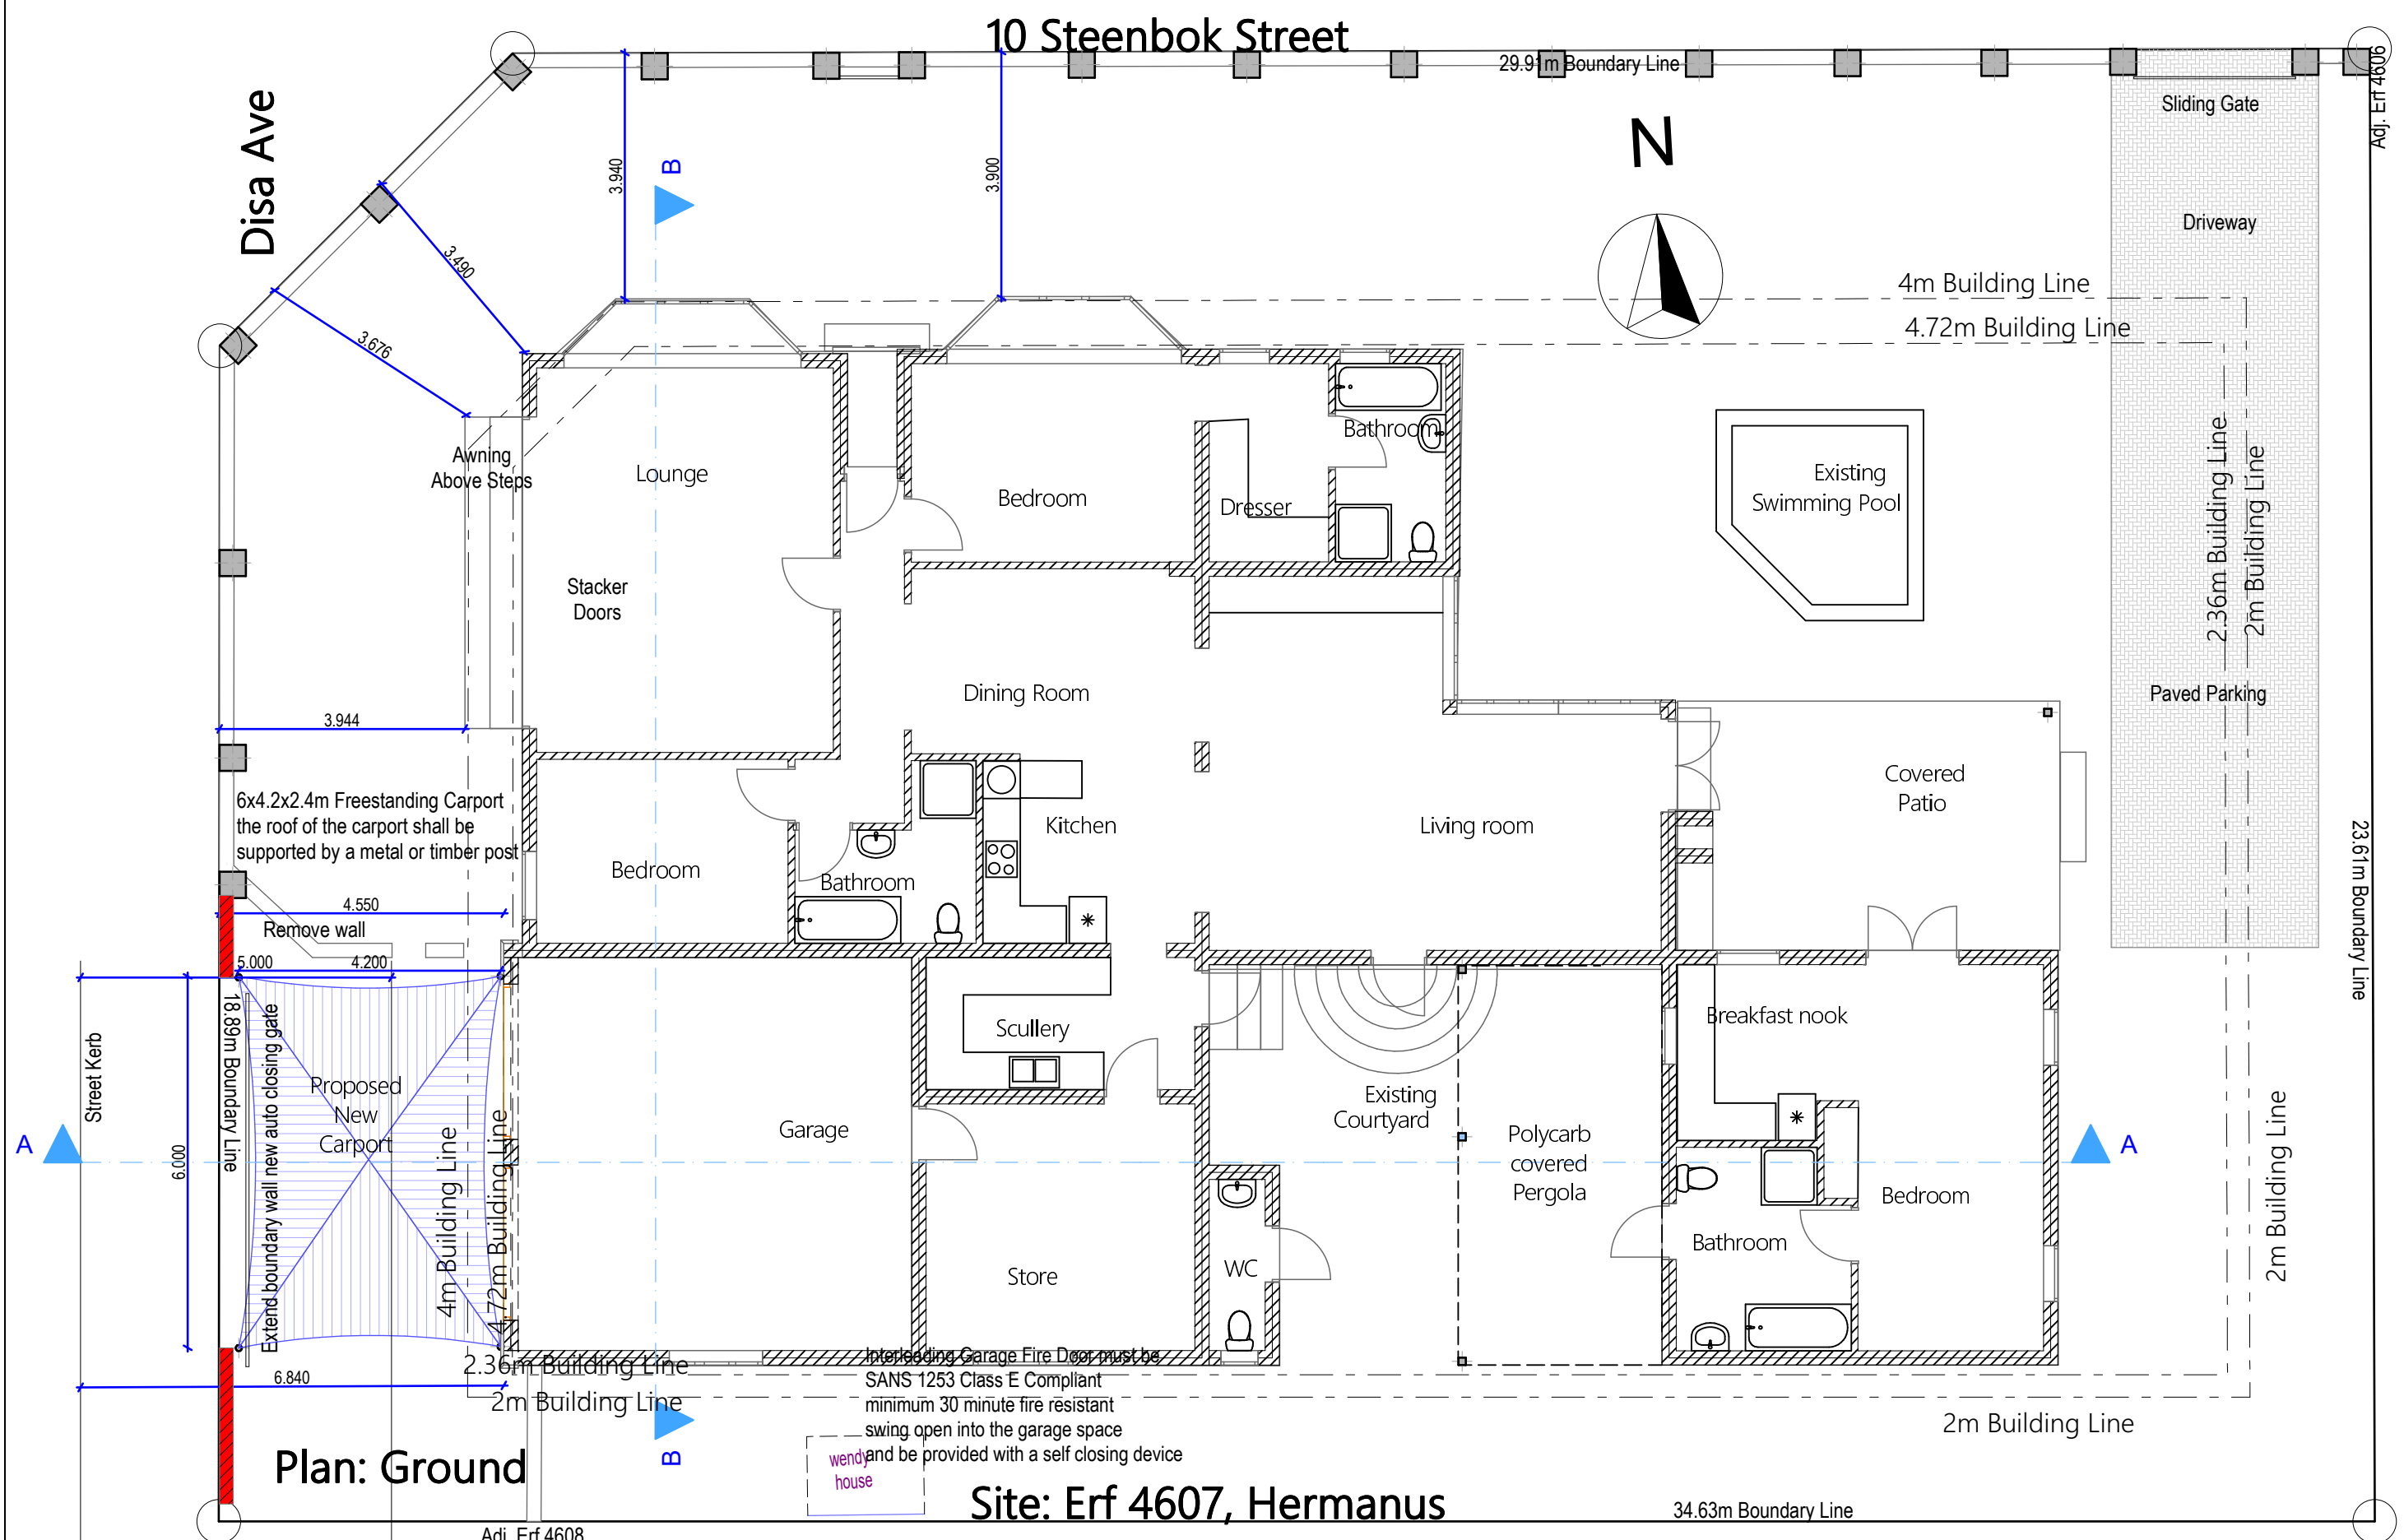 10 Steenbok Street
29.91m Boundary Line
Adj. Erf 4606
Sliding Gate
Disa Ave
N
3.940
B
3.900
Driveway
3.490
4m Building Line
4.72m Building Line
3.676
Awning
Above Steps
Lounge
Bedroom
Dresser
Bathroom
Existing
Swimming Pool
2.36m Building Line
2m Building Line
Stacker
Doors
Dining Room
Paved Parking
3.944
6x4.2x2.4m Freestanding Carport
the roof of the carport shall be
supported by a metal or timber post
Kitchen
Living room
Covered
Patio
23.61m Boundary Line
Bedroom
Bathroom
4.550
Remove wall
5.000
4.200
18.89m Boundary Line
Extend boundary wall new auto closing gate
Street Kerb
Proposed
New
Carport
4m Building Line
4.72m Building Line
6.000
A
Garage
Scullery
Existing
Courtyard
Polycarb
covered
Pergola
Breakfast nook
A
Bedroom
Bathroom
WC
Store
2m Building Line
6.840
2.36m Building Line
2m Building Line
Interleading Garage Fire Door must be
SANS 1253 Class E Compliant
minimum 30 minute fire resistant
swing open into the garage space
and be provided with a self closing device
2m Building Line
B
wendy
house
Plan: Ground
Site: Erf 4607, Hermanus
34.63m Boundary Line
Adj. Erf 4608